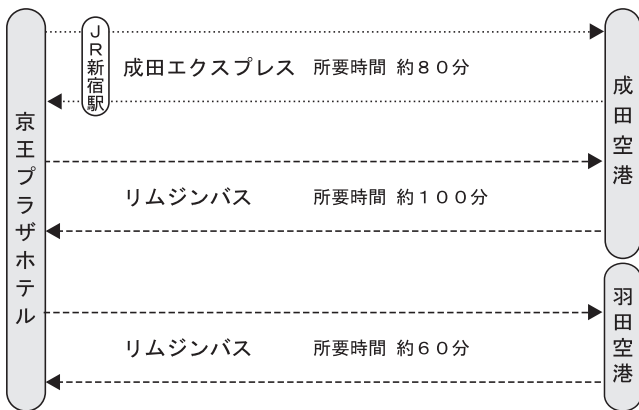 京王プラザホテル
JR新宿駅
成田エクスプレス 所要時間 約８０分
リムジンバス 所要時間 約１００分
成田空港
リムジンバス 所要時間 約６０分
羽田空港